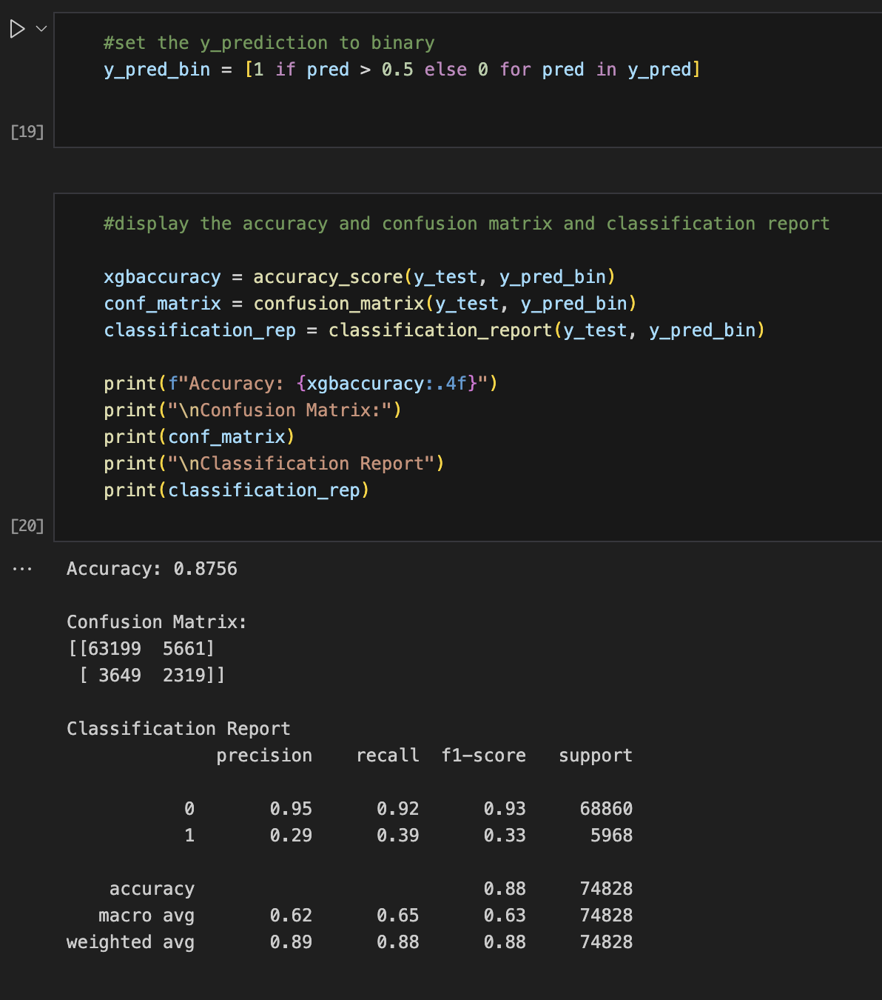 #set the y_prediction to binary
y_pred_bin = [1 if pred > 0.5 else 0 for pred in y_pred]
[19]
#display the accuracy and confusion matrix and classification report
xgbaccuracy = accuracy_score(y_test, y_pred_bin)
conf_matrix = confusion_matrix(y_test, y_pred_bin)
classification_rep = classification_report(y_test, y_pred_bin)
print(f"Accuracy: {xgbaccuracy:.4f}")
print("\nConfusion Matrix:")
print(conf_matrix)
print("\nClassification Report")
print(classification_rep)
[20]
... Accuracy: 0.8756
Confusion Matrix:
[[63199  5661]
 [ 3649  2319]]
Classification Report
              precision    recall  f1-score   support
           0       0.95      0.92      0.93     68860
           1       0.29      0.39      0.33      5968
    accuracy                           0.88     74828
   macro avg       0.62      0.65      0.63     74828
weighted avg       0.89      0.88      0.88     74828